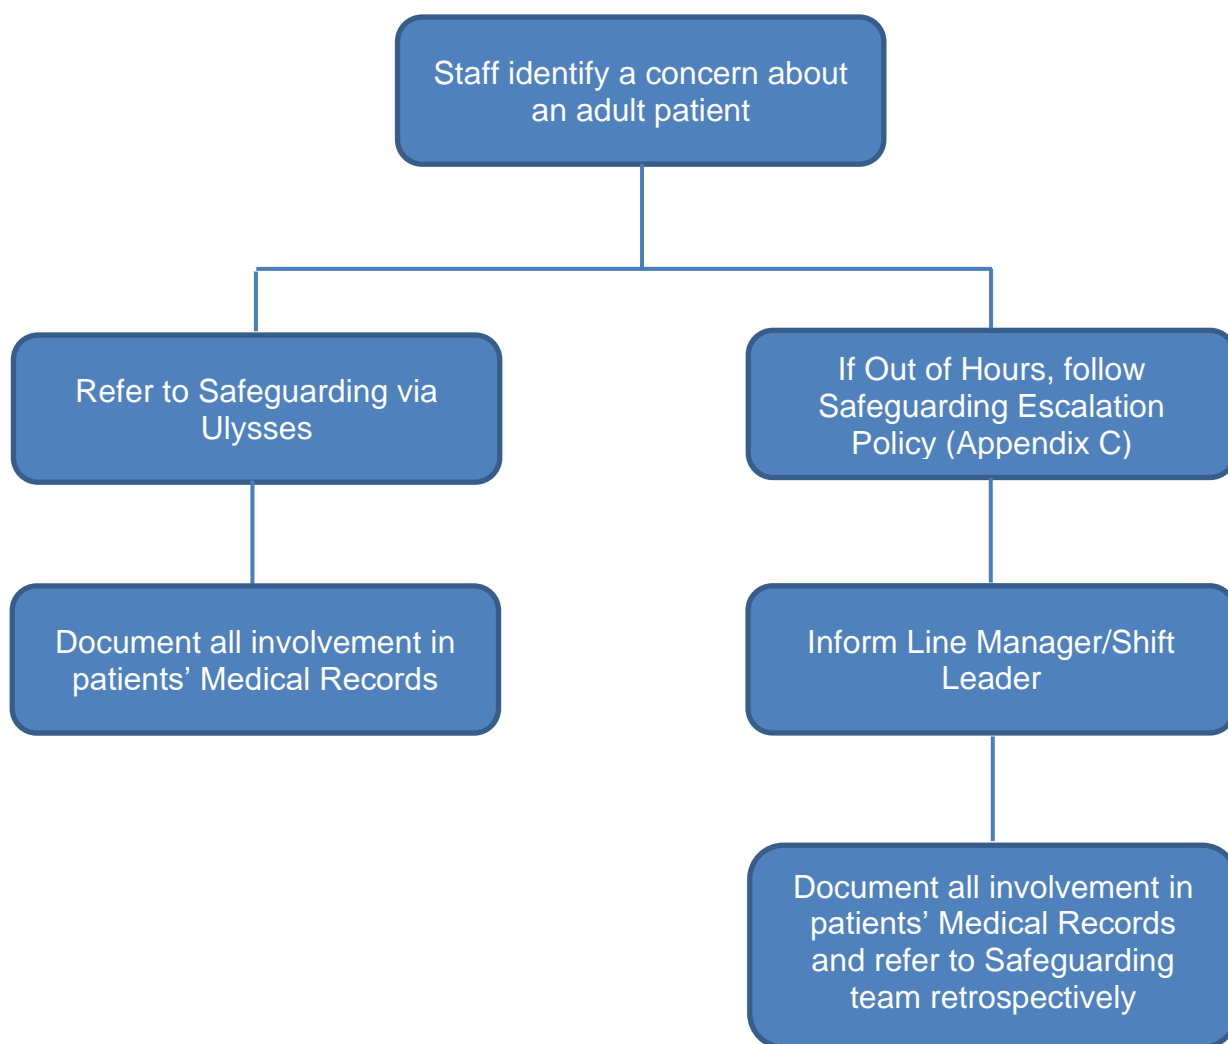 Staff identify a concern about
an adult patient
Refer to Safeguarding via
Ulysses
If Out of Hours, follow
Safeguarding Escalation
Policy (Appendix C)
Document all involvement in
patients’ Medical Records
Inform Line Manager/Shift
Leader
Document all involvement in
patients’ Medical Records
and refer to Safeguarding
team retrospectively